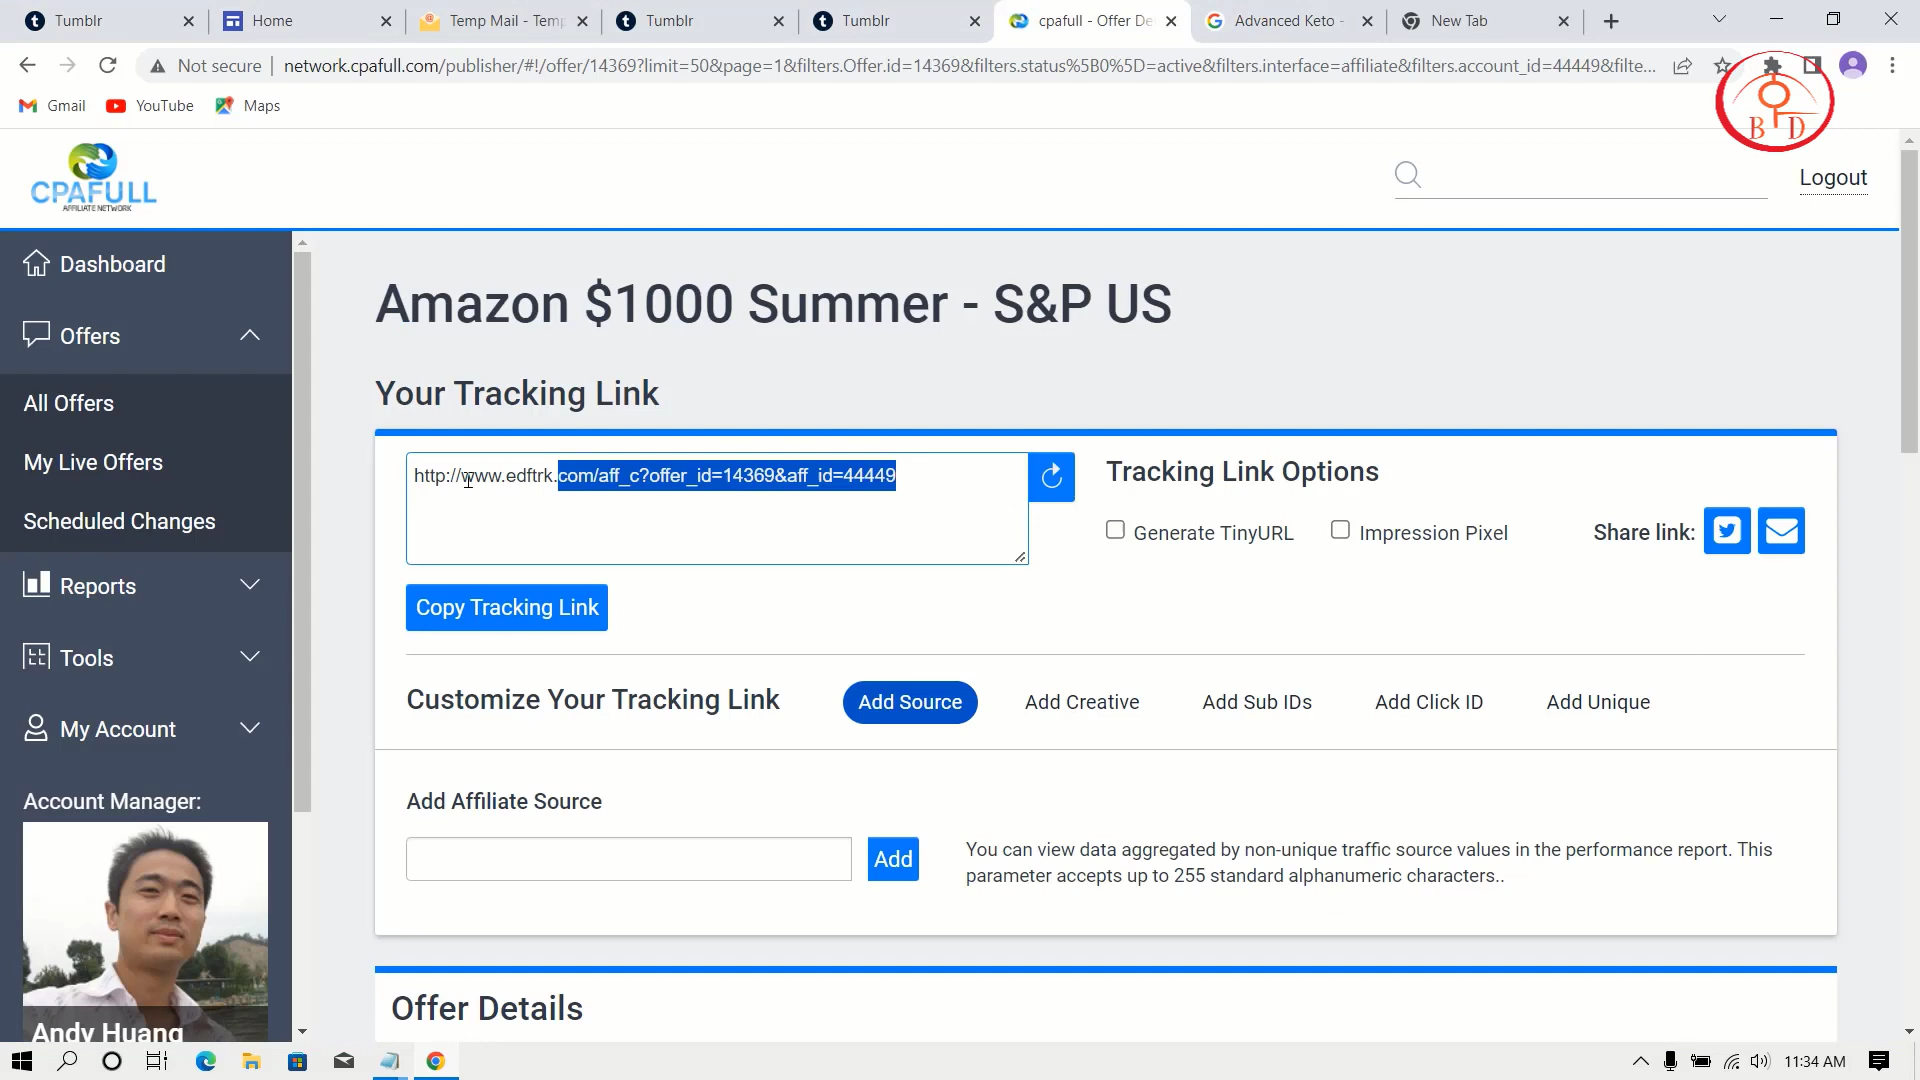 Tumblr
Home
Temp Mail - Temp
Tumblr
Tumblr
cpafull - Offer De
Advanced Keto -
New Tab
Not secure
network.cpafull.com/publisher/#!/offer/14369?limit=50&page=1&filters.Offer.id=14369&filters.status%5B0%5D=active&filters.interface=affiliate&filters.account_id=44449&filte...
Gmail
YouTube
Maps
B D
CPAFULL
AFFILIATE NETWORK
Logout
Dashboard
Offers
All Offers
My Live Offers
Scheduled Changes
Reports
Tools
My Account
Account Manager:
Andy Huang
Amazon $1000 Summer - S&P US
Your Tracking Link
http://www.edftrk.com/aff_c?offer_id=14369&aff_id=44449
Tracking Link Options
Generate TinyURL
Impression Pixel
Share link:
Copy Tracking Link
Customize Your Tracking Link
Add Source
Add Creative
Add Sub IDs
Add Click ID
Add Unique
Add Affiliate Source
Add
You can view data aggregated by non-unique traffic source values in the performance report. This
parameter accepts up to 255 standard alphanumeric characters..
Offer Details
11:34 AM